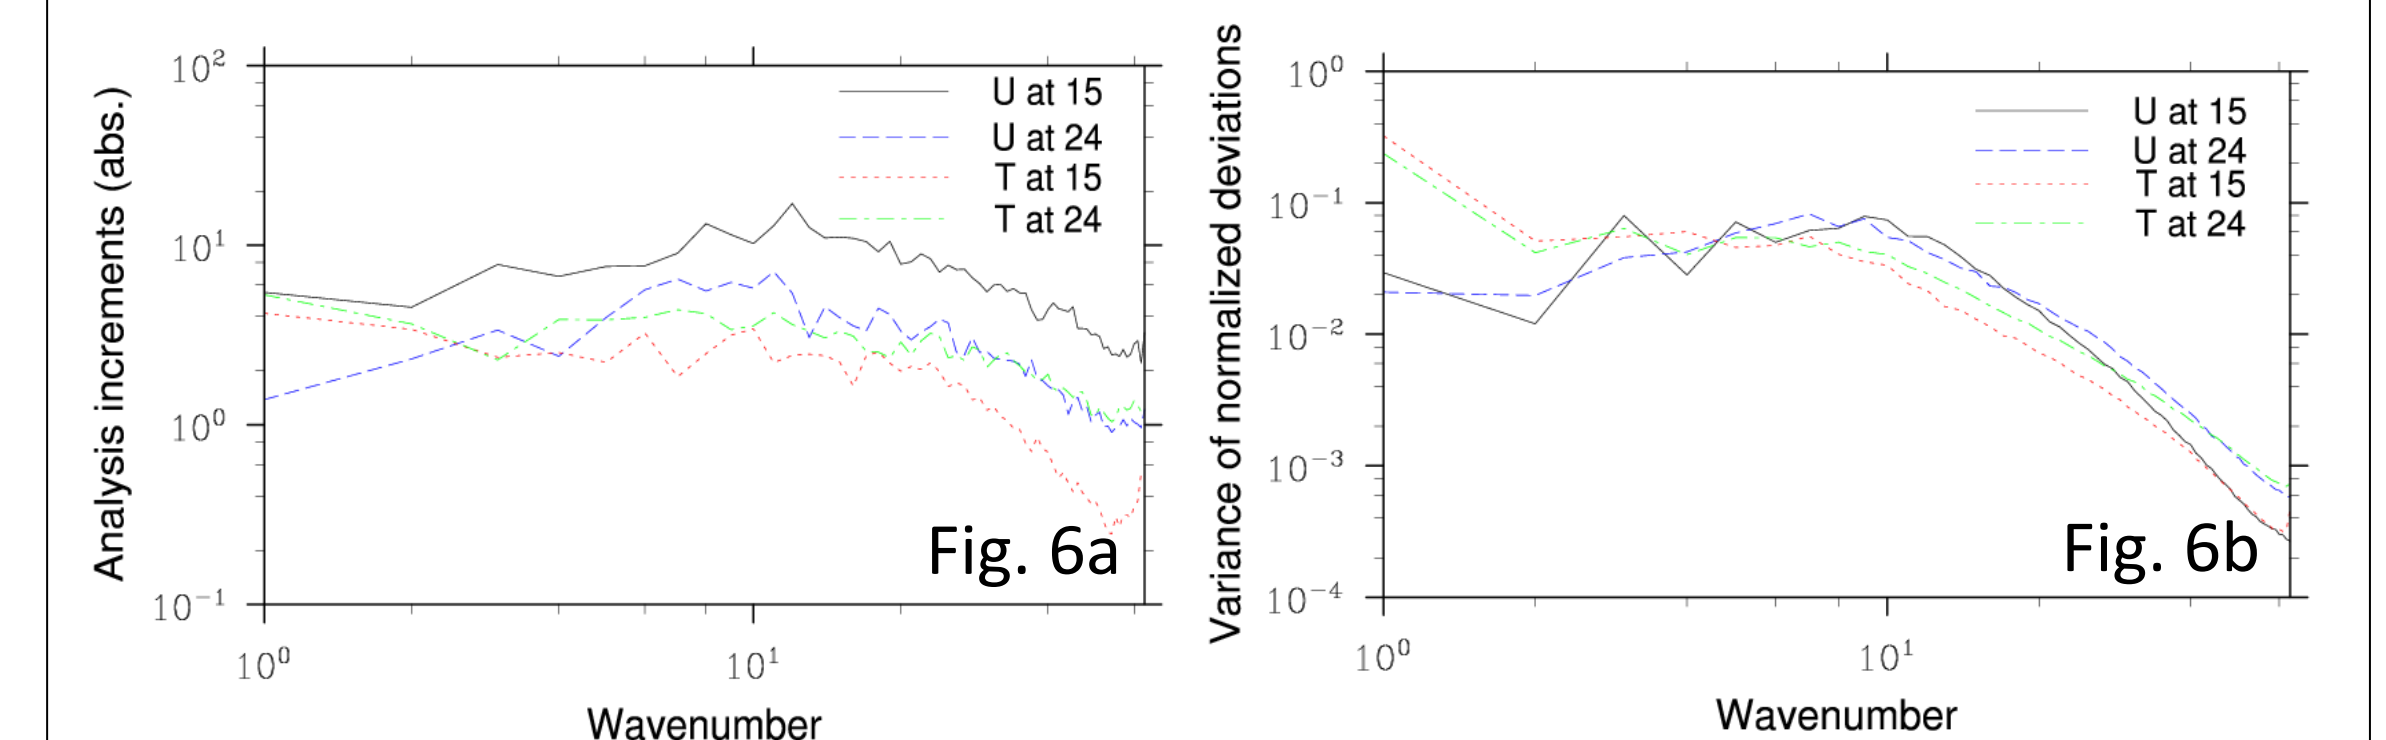 Analysis increments (abs.)
10²
10¹
10⁰
10⁻¹
U at 15
U at 24
T at 15
T at 24
Fig. 6a
10⁰ 10¹
Wavenumber
Variance of normalized deviations
10⁰
10⁻¹
10⁻²
10⁻³
10⁻⁴
U at 15
U at 24
T at 15
T at 24
Fig. 6b
10⁰ 10¹
Wavenumber